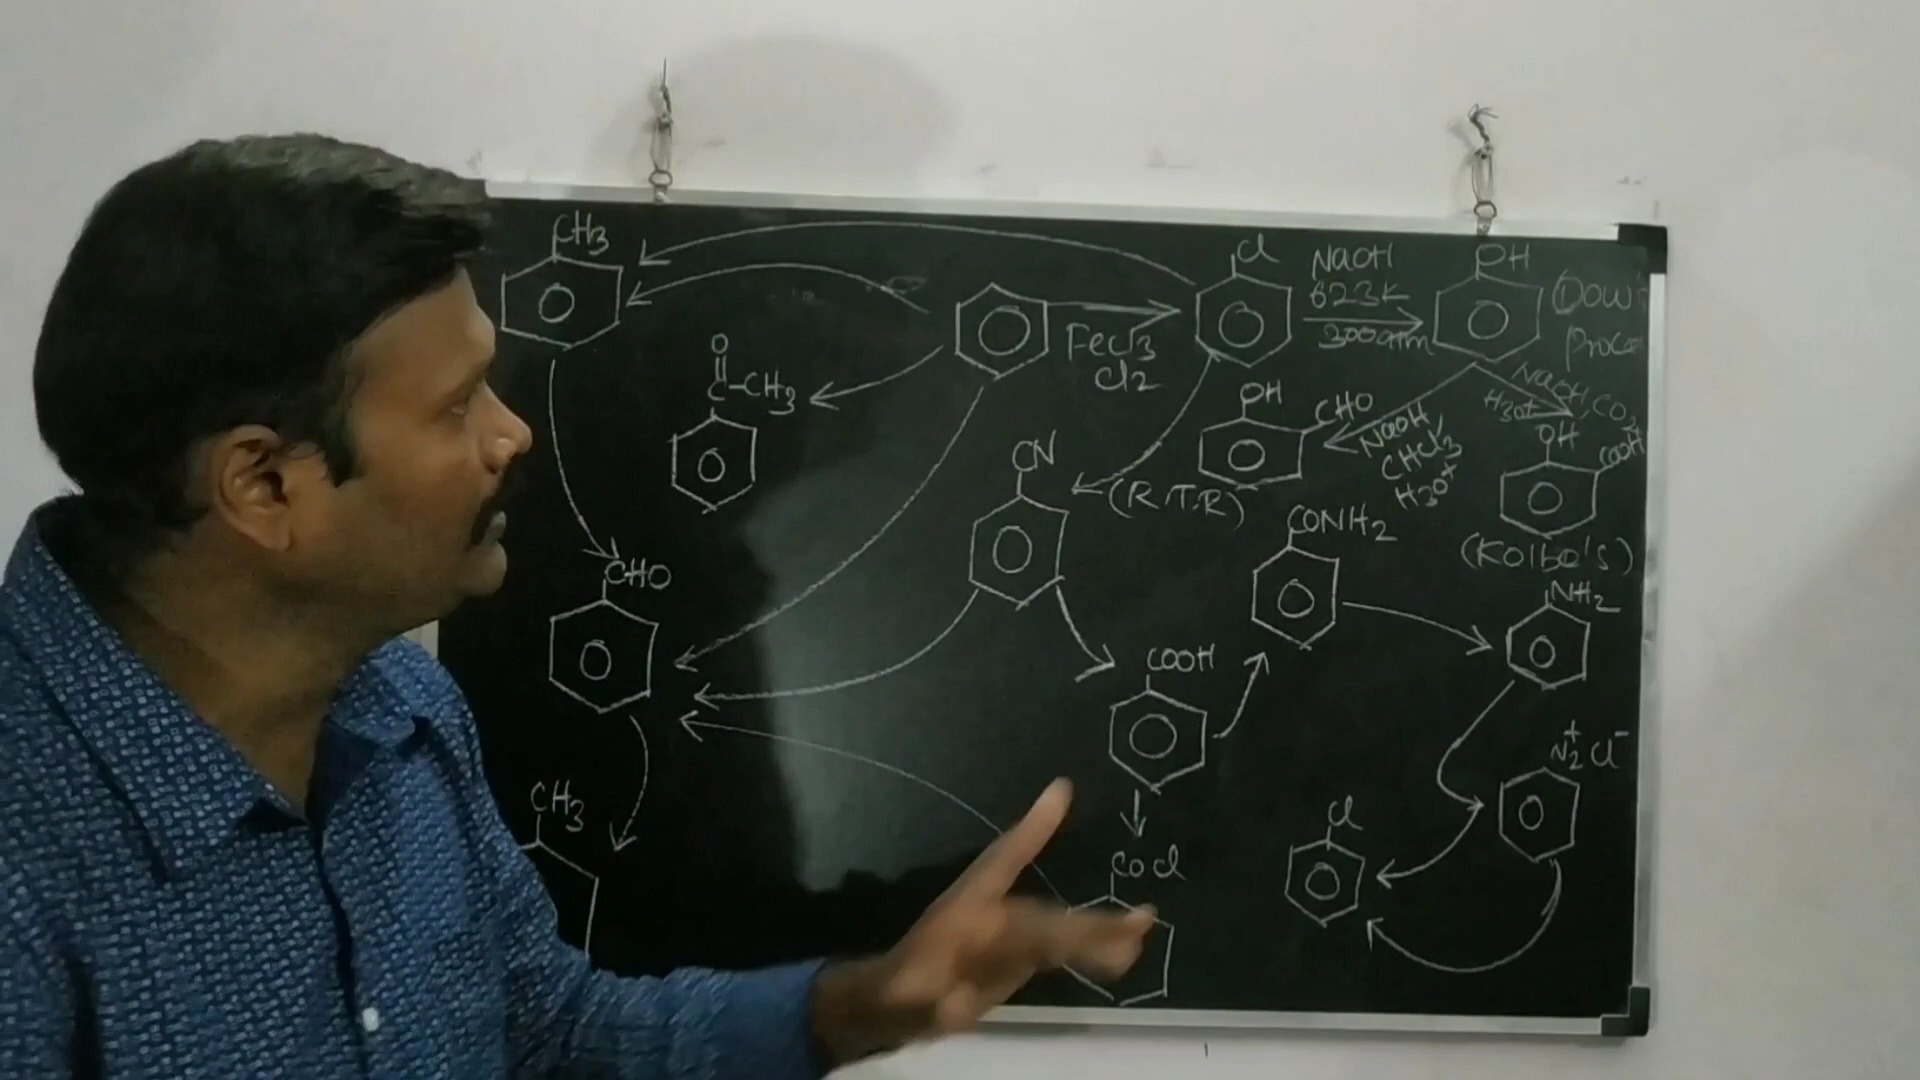 CH3
Cl
NaOH
623K
300atm
OH
(Dow's
Proce
FeCl3
Cl2
O
C-CH3
OH
CHO
NaOH,
CHCl3
H3O+
NaOH, CO2
H3O+
OH
COOH
(Kolbe's)
CN
(R.T.R)
CONH2
NH2
CHO
COOH
N2+Cl-
CH3
COCl
Cl